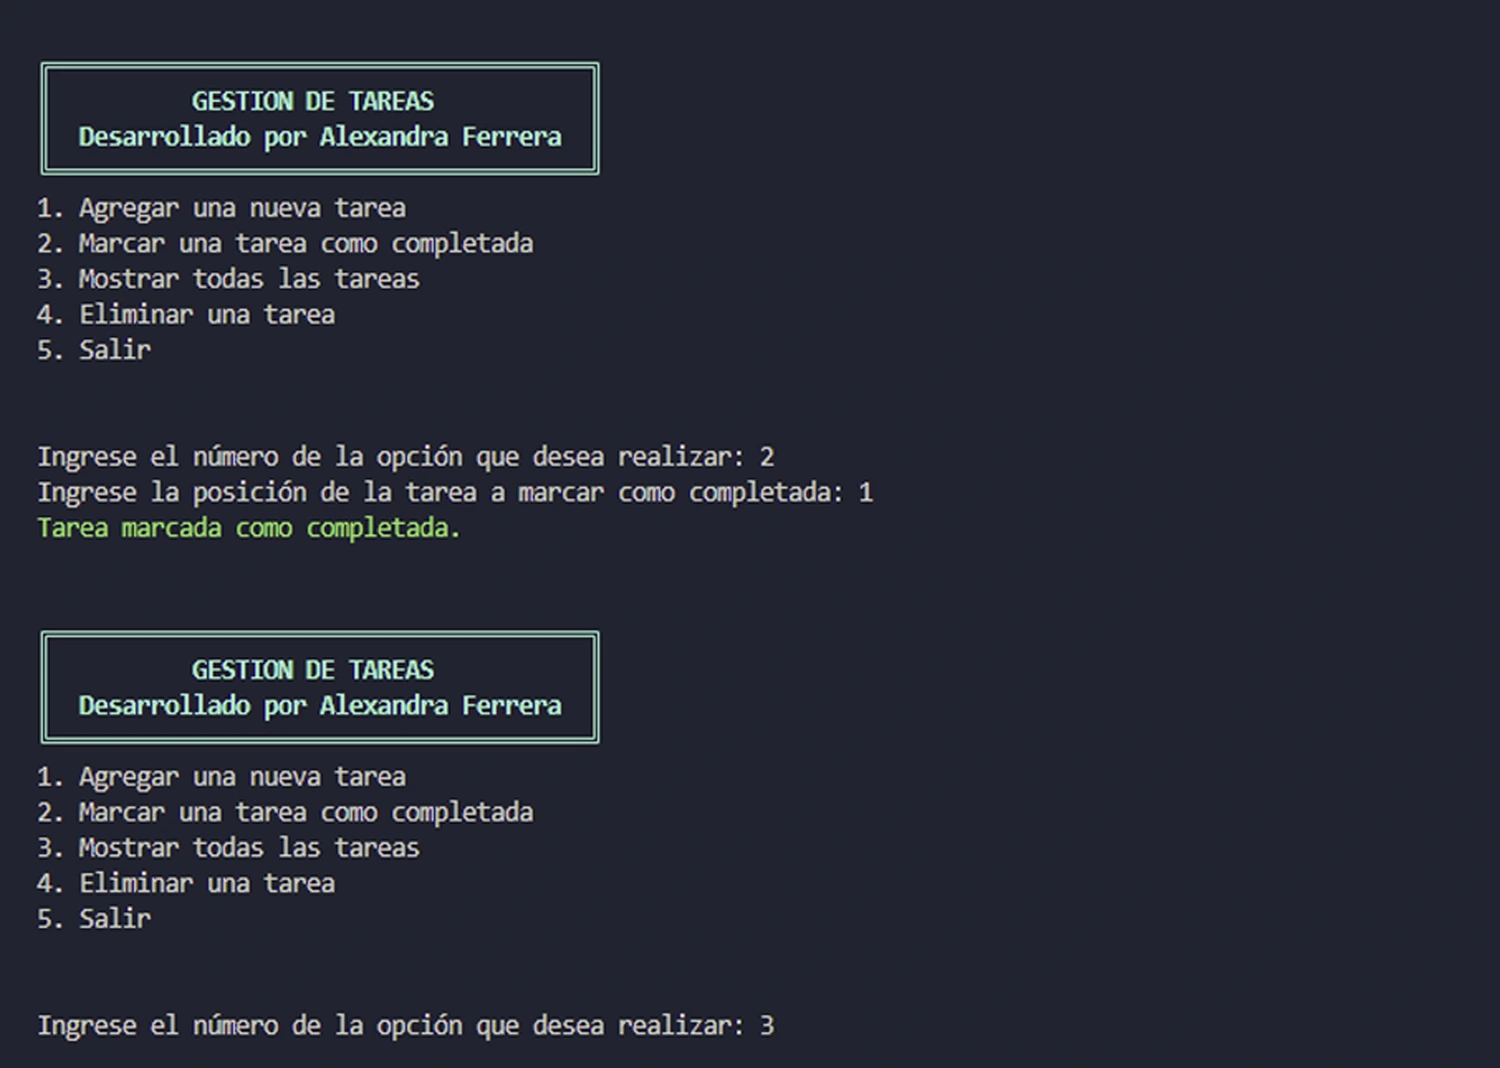 GESTION DE TAREAS
Desarrollado por Alexandra Ferrera
1. Agregar una nueva tarea
2. Marcar una tarea como completada
3. Mostrar todas las tareas
4. Eliminar una tarea
5. Salir
Ingrese el número de la opción que desea realizar: 2
Ingrese la posición de la tarea a marcar como completada: 1
Tarea marcada como completada.
GESTION DE TAREAS
Desarrollado por Alexandra Ferrera
1. Agregar una nueva tarea
2. Marcar una tarea como completada
3. Mostrar todas las tareas
4. Eliminar una tarea
5. Salir
Ingrese el número de la opción que desea realizar: 3